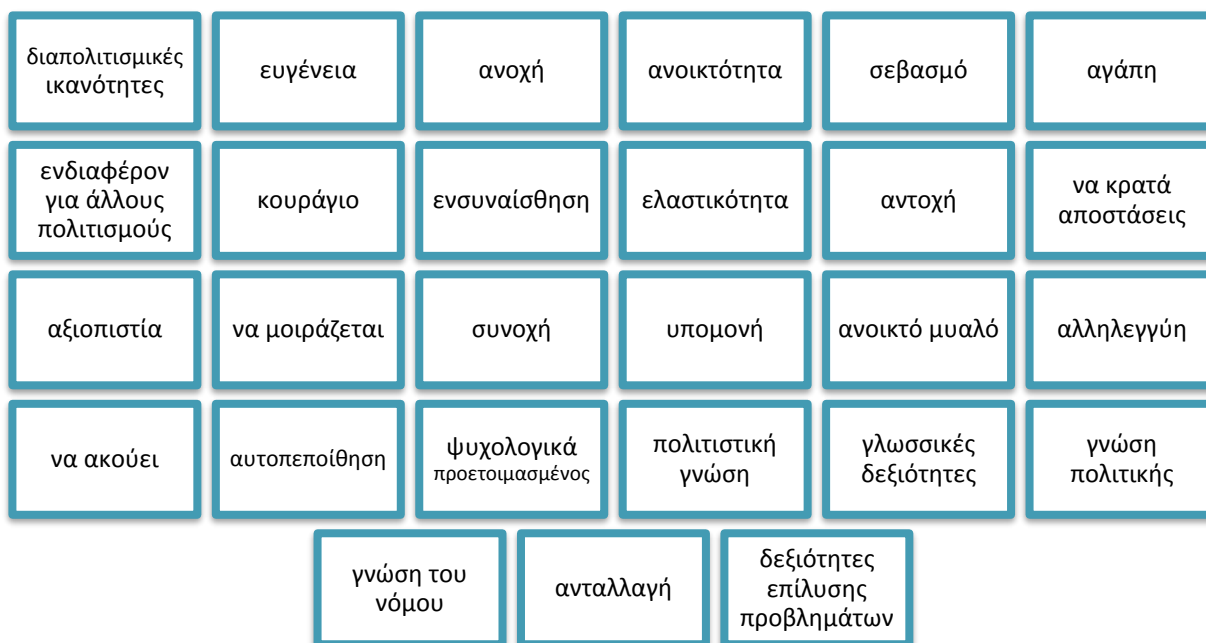 διαπολιτισμικές
ικανότητες
ευγένεια
ανοχή
ανοικτότητα
σεβασμό
αγάπη
ενδιαφέρον
για άλλους
πολιτισμούς
κουράγιο
ενσυναίσθηση
ελαστικότητα
αντοχή
να κρατά
αποστάσεις
αξιοπιστία
να μοιράζεται
συνοχή
υπομονή
ανοικτό μυαλό
αλληλεγγύη
να ακούει
αυτοπεποίθηση
ψυχολογικά
προετοιμασμένος
πολιτιστική
γνώση
γλωσσικές
δεξιότητες
γνώση
πολιτικής
γνώση του
νόμου
ανταλλαγή
δεξιότητες
επίλυσης
προβλημάτων